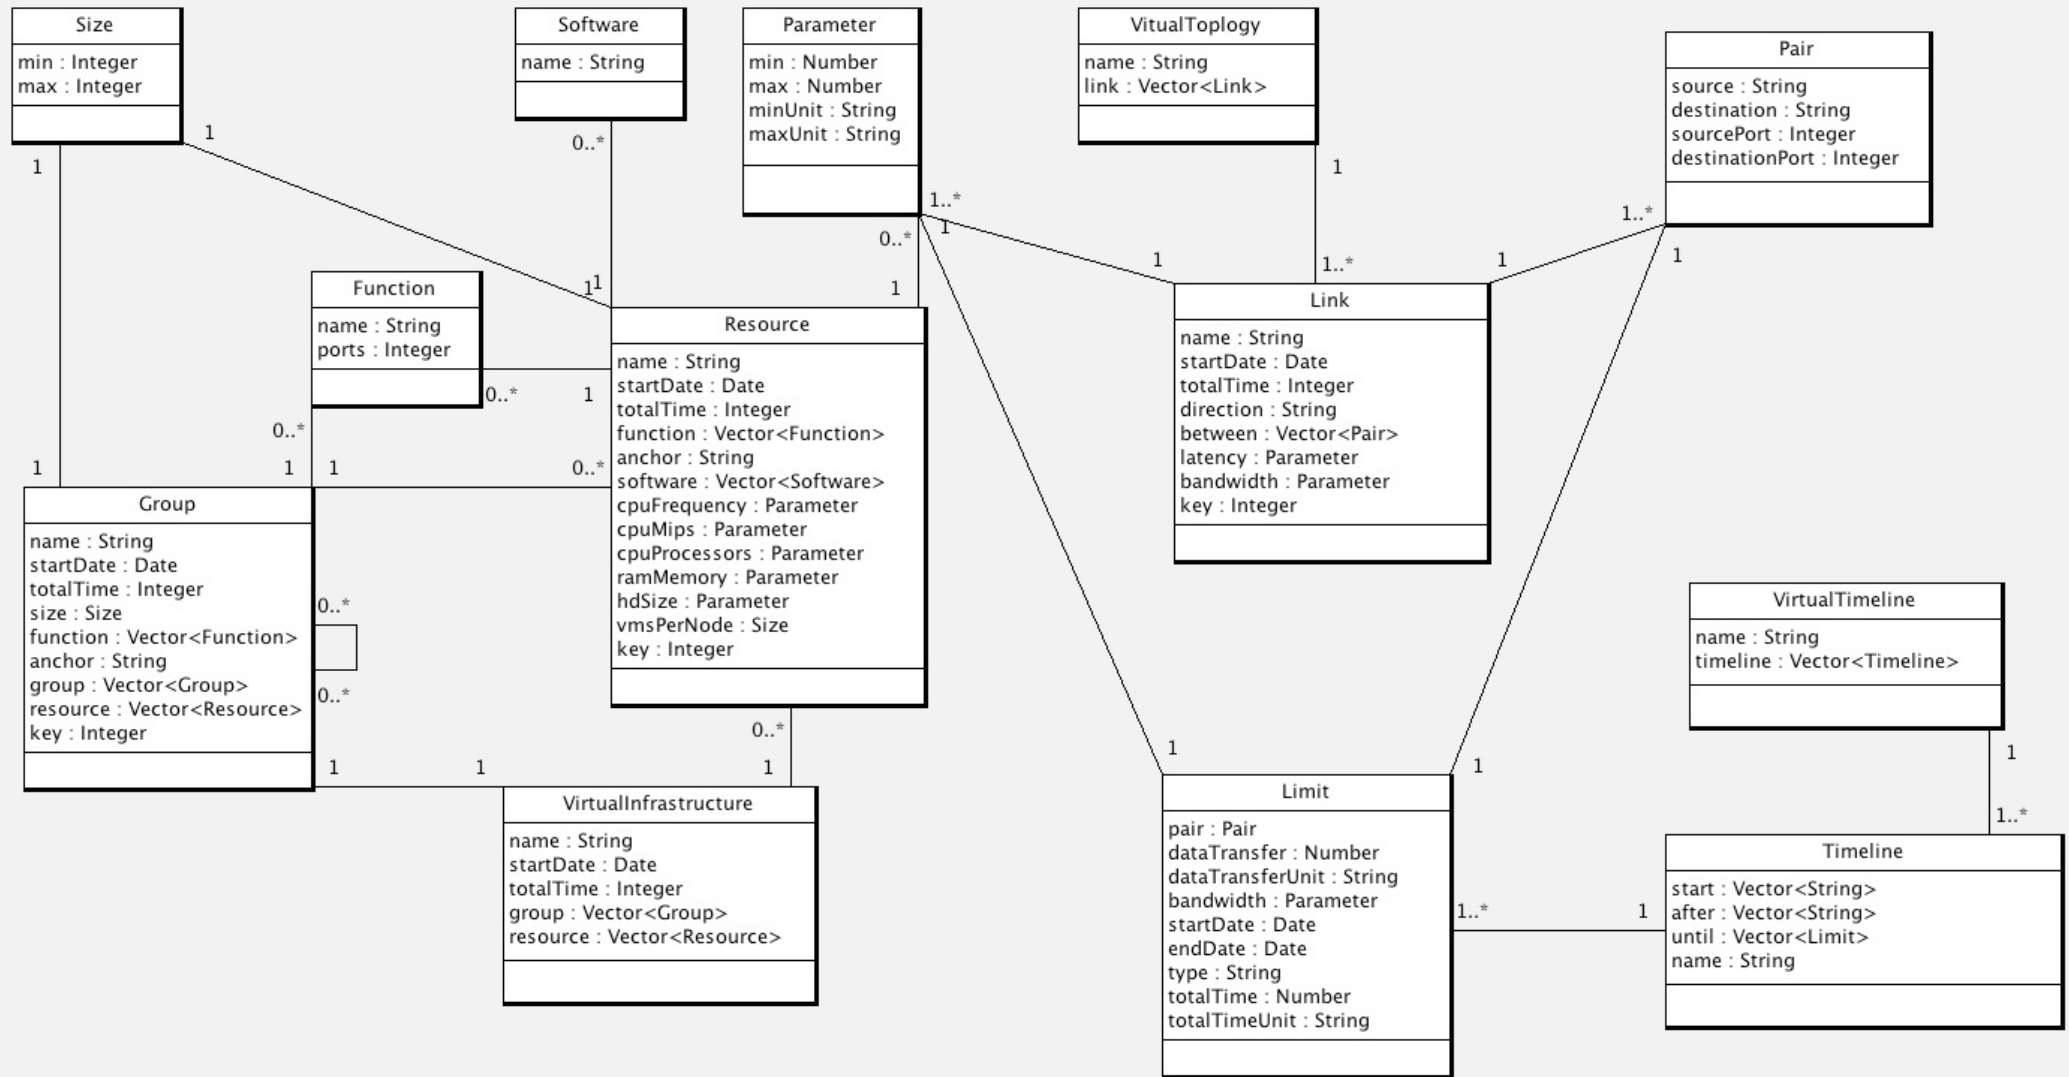 Size
min : Integer
max : Integer
Software
name : String
Parameter
min : Number
max : Number
minUnit : String
maxUnit : String
VitualToplogy
name : String
link : Vector<Link>
Pair
source : String
destination : String
sourcePort : Integer
destinationPort : Integer
1
1
0..*
1..*
1
0..*
1
1..*
1
1
1..*
1
1
1
1
1
Function
name : String
ports : Integer
0..*
1
0..*
1
1
1
0..*
Resource
name : String
startDate : Date
totalTime : Integer
function : Vector<Function>
anchor : String
software : Vector<Software>
cpuFrequency : Parameter
cpuMips : Parameter
cpuProcessors : Parameter
ramMemory : Parameter
hdSize : Parameter
vmsPerNode : Size
key : Integer
Link
name : String
startDate : Date
totalTime : Integer
direction : String
between : Vector<Pair>
latency : Parameter
bandwidth : Parameter
key : Integer
Group
name : String
startDate : Date
totalTime : Integer
size : Size
function : Vector<Function>
anchor : String
group : Vector<Group>
resource : Vector<Resource>
key : Integer
0..*
0..*
VirtualTimeline
name : String
timeline : Vector<Timeline>
0..*
1
1
1
1
1
1
1..*
VirtualInfrastructure
name : String
startDate : Date
totalTime : Integer
group : Vector<Group>
resource : Vector<Resource>
Limit
pair : Pair
dataTransfer : Number
dataTransferUnit : String
bandwidth : Parameter
startDate : Date
endDate : Date
type : String
totalTime : Number
totalTimeUnit : String
1..*
1
Timeline
start : Vector<String>
after : Vector<String>
until : Vector<Limit>
name : String